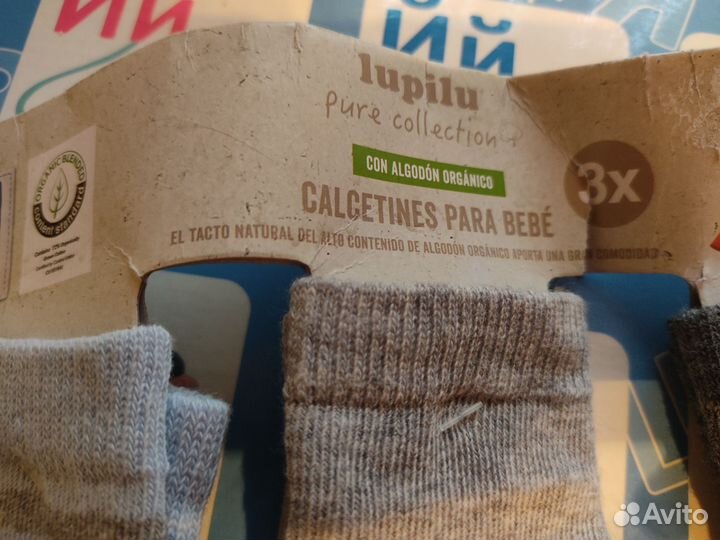 ИЙ
ЙЙ
lupilu
pure collection
CON ALGODÓN ORGÁNICO
3x
CALCETINES PARA BEBÉ
EL TACTO NATURAL DEL ALTO CONTENIDO DE ALGODÓN ORGÁNICO APORTA UNA GRAN COMODIDAD
ORGANIC BLENDED
content standard
Avito